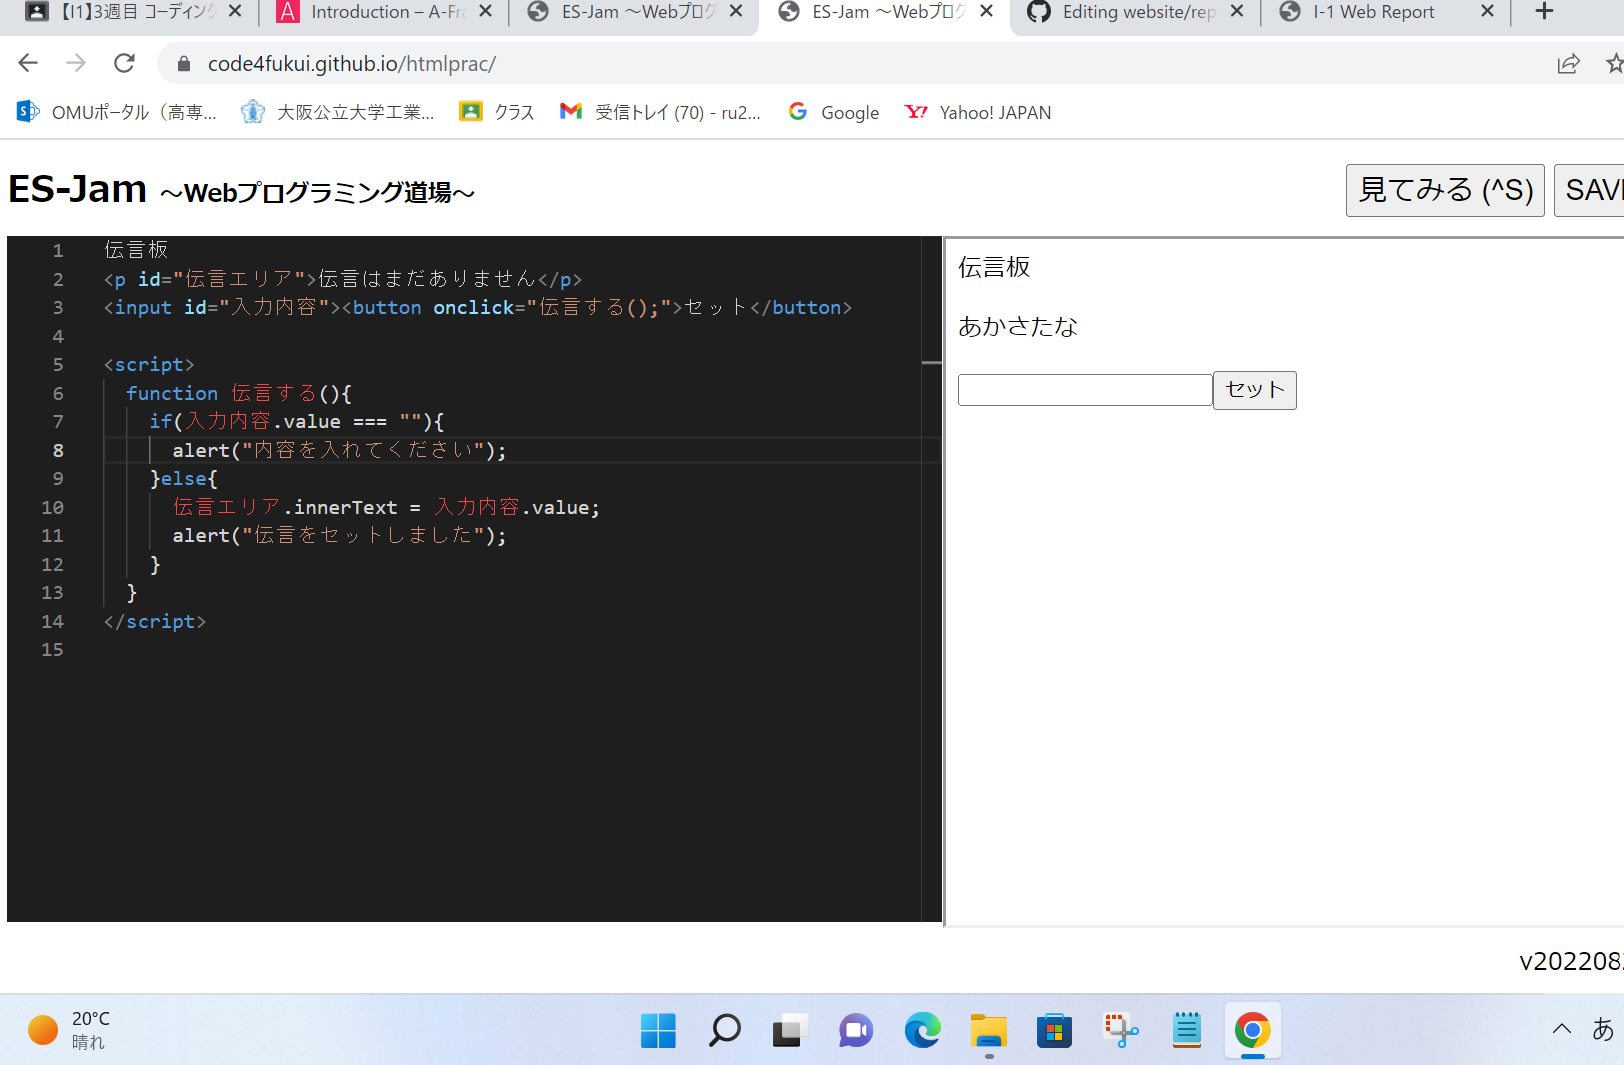 【I1】3週目 コーディング
Introduction – A-Fra
ES-Jam ～Webプログ
ES-Jam ～Webプログ
Editing website/rep
I-1 Web Report
code4fukui.github.io/htmlprac/
OMUポータル（高専...
大阪公立大学工業...
クラス
受信トレイ (70) - ru2...
Google
Yahoo! JAPAN
ES-Jam ～Webプログラミング道場～
見てみる (^S)
SAV
1 伝言板
2 <p id="伝言エリア">伝言はまだありません</p>
3 <input id="入力内容"><button onclick="伝言する();">セット</button>
4
5 <script>
6 function 伝言する(){
7 if(入力内容.value === ""){
8 alert("内容を入れてください");
9 }else{
10 伝言エリア.innerText = 入力内容.value;
11 alert("伝言をセットしました");
12 }
13 }
14 </script>
15
伝言板
あかさたな
セット
v202208
20°C
晴れ
あ